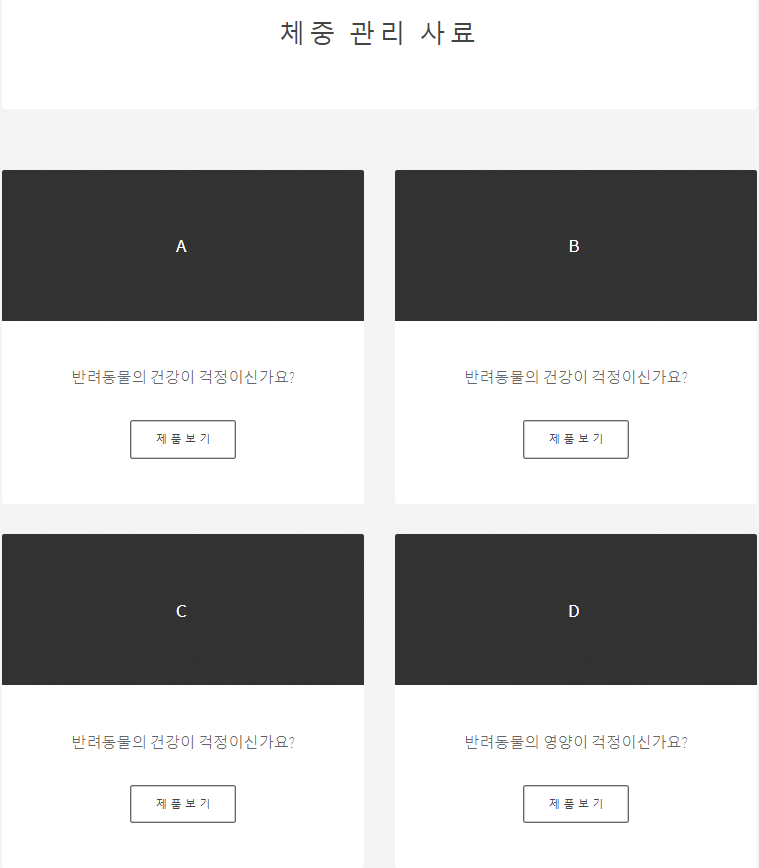 체중 관리 사료
A
B
반려동물의 건강이 걱정이신가요?
반려동물의 건강이 걱정이신가요?
제품보기
제품보기
C
D
반려동물의 건강이 걱정이신가요?
반려동물의 영양이 걱정이신가요?
제품보기
제품보기